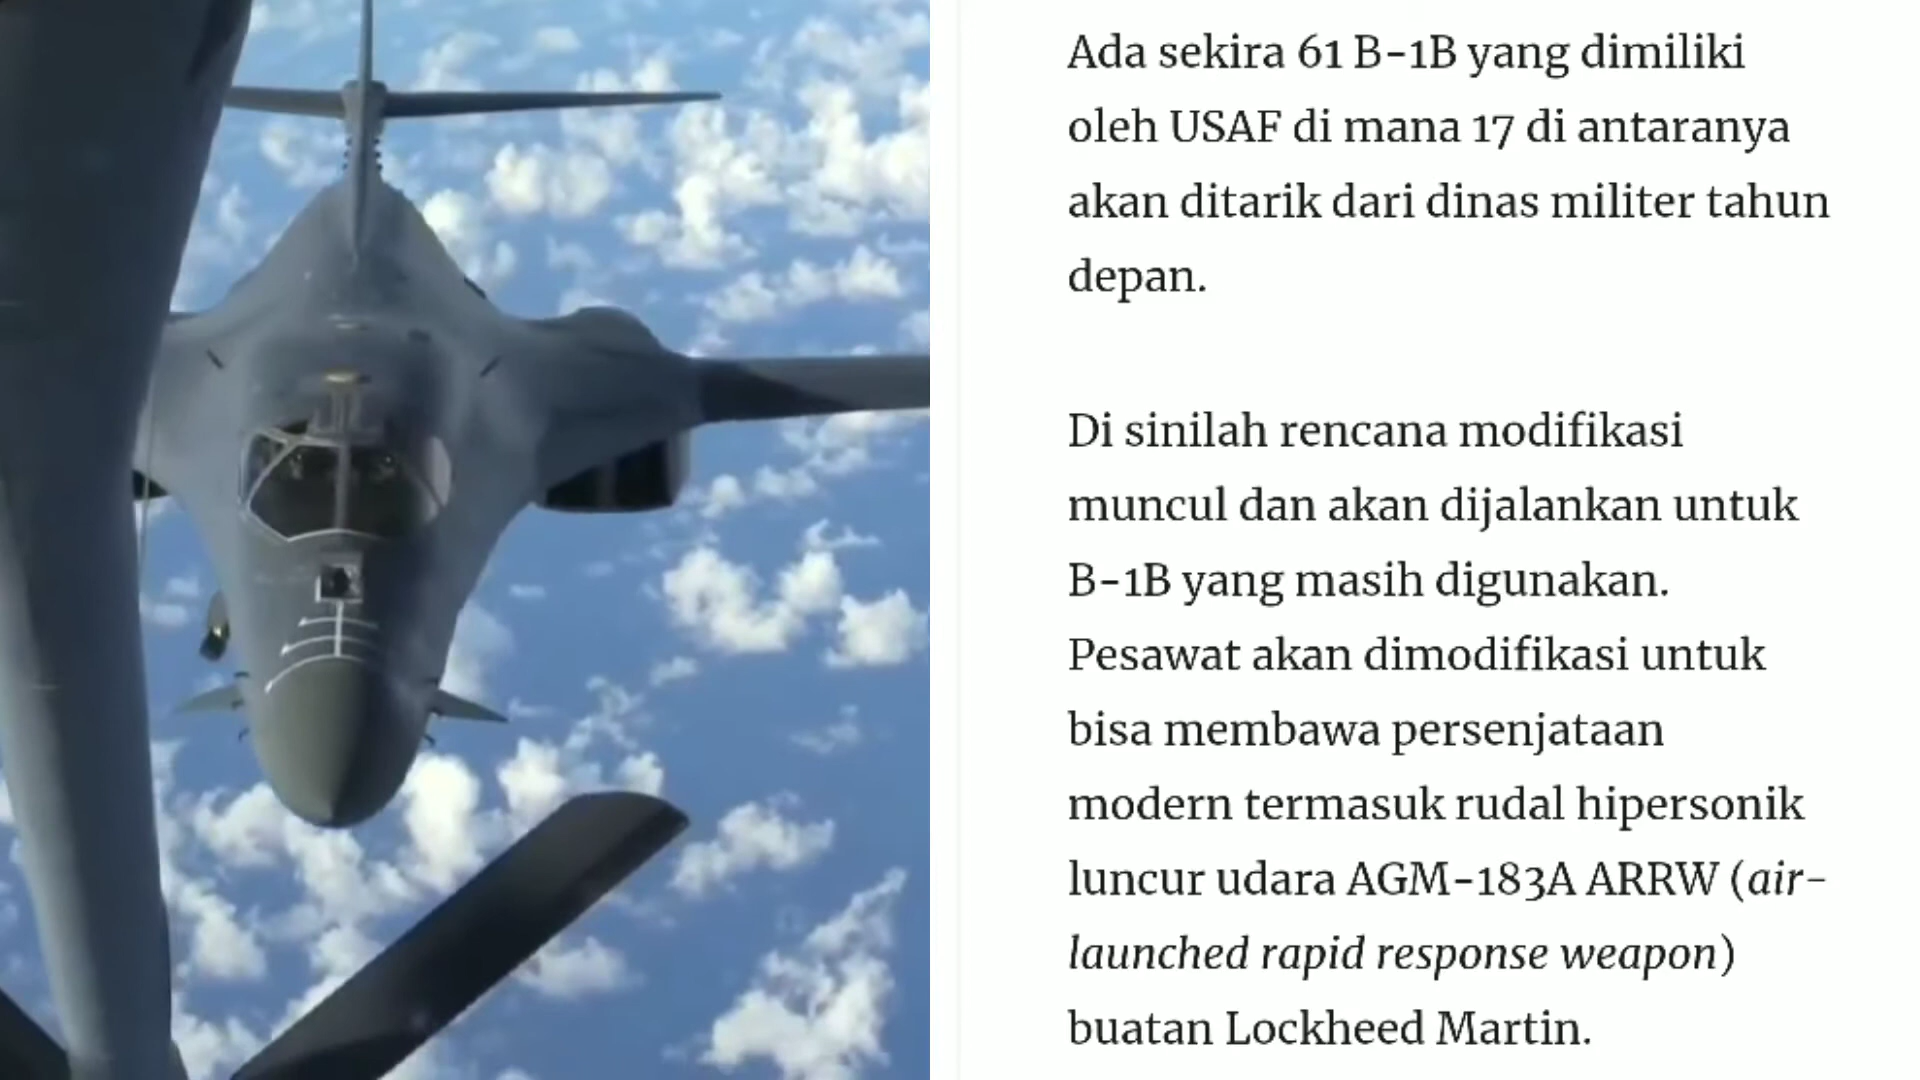 Ada sekira 61 B-1B yang dimiliki
oleh USAF di mana 17 di antaranya
akan ditarik dari dinas militer tahun
depan.
Di sinilah rencana modifikasi
muncul dan akan dijalankan untuk
B-1B yang masih digunakan.
Pesawat akan dimodifikasi untuk
bisa membawa persenjataan
modern termasuk rudal hipersonik
luncur udara AGM-183A ARRW (air-
launched rapid response weapon)
buatan Lockheed Martin.